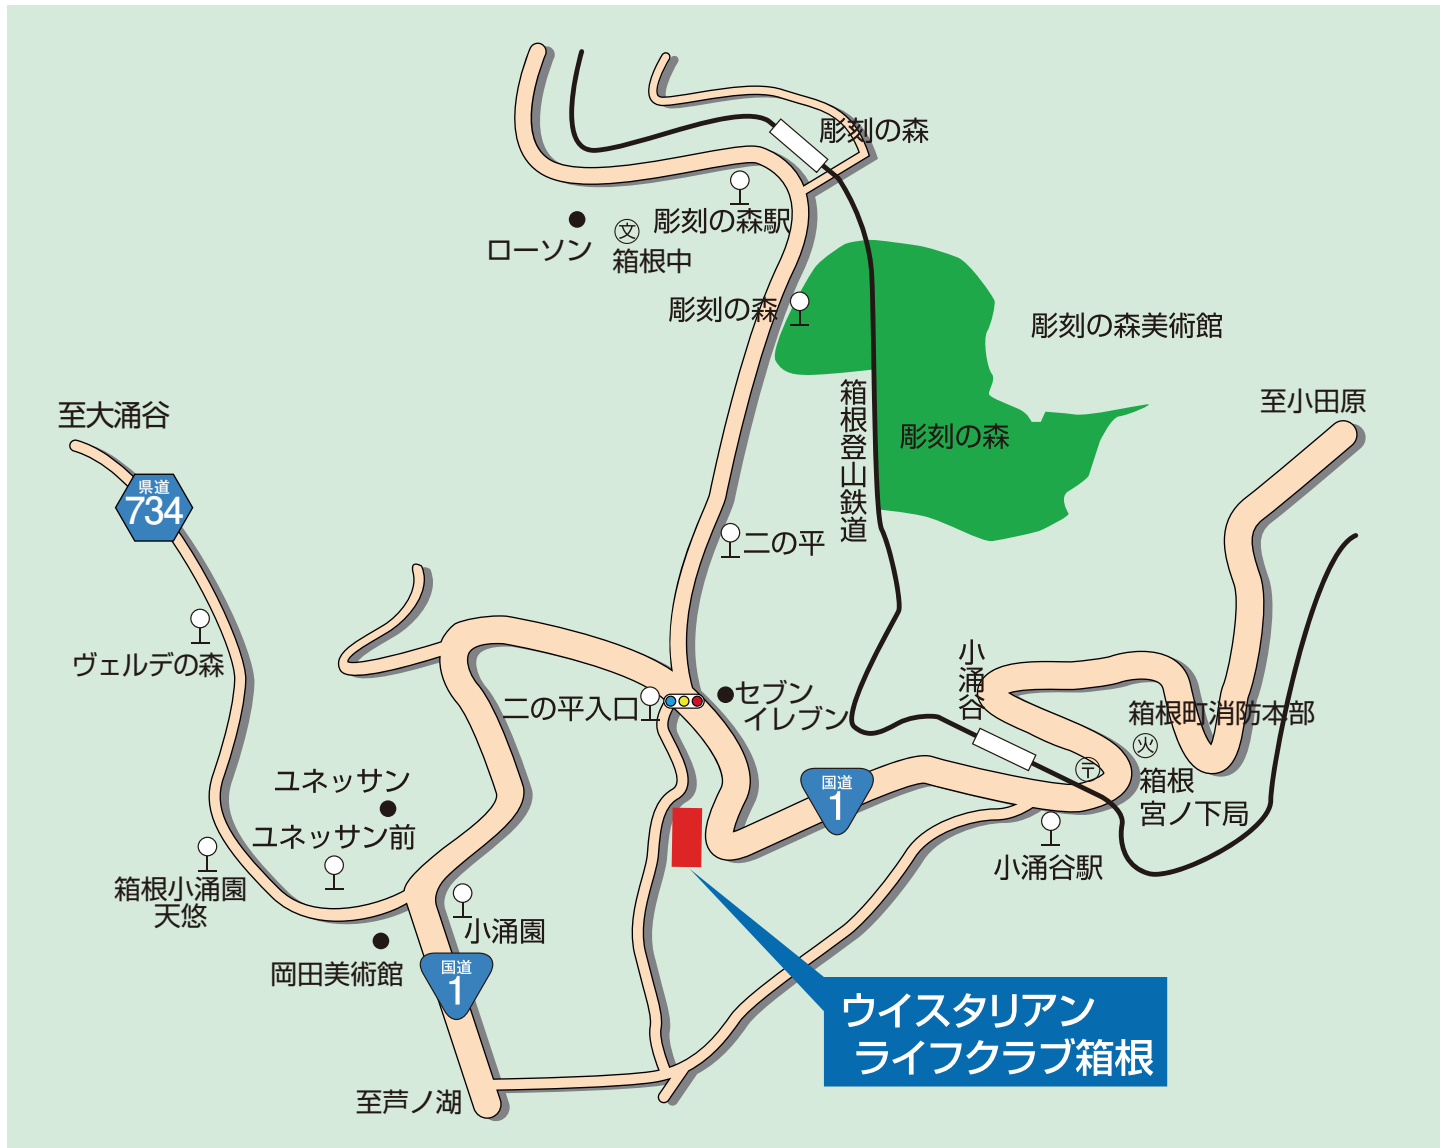 彫刻の森
彫刻の森駅
ローソン
文
箱根中
彫刻の森
彫刻の森美術館
箱根登山鉄道
彫刻の森
至小田原
至大涌谷
県道
734
二の平
ヴェルデの森
小涌谷
二の平入口
セブン
イレブン
箱根町消防本部
火
〒
箱根
宮ノ下局
国道
1
ユネッサン
ユネッサン前
箱根小涌園
天悠
小涌谷駅
小涌園
岡田美術館
国道
1
ウイスタリアン
ライフクラブ箱根
至芦ノ湖